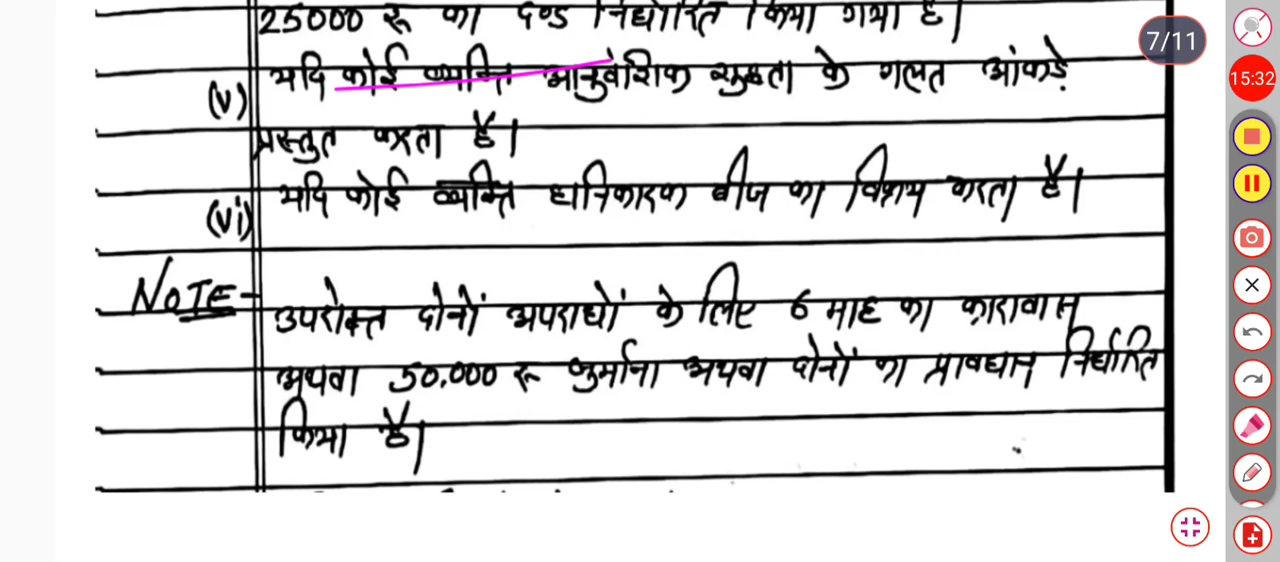 25000 रू का दण्ड निर्धारित किया गया है।
7/11
15:32
(v) यदि कोई व्यक्ति आनुवंशिक शुद्धता के गलत आंकड़े
प्रस्तुत करता है।
(vi) यदि कोई व्यक्ति हानिकारक बीज का विक्रय करता है।
NOTE- उपरोक्त दोनों अपराधों के लिए 6 माह का कारावास
अथवा 50,000 रू जुर्माना अथवा दोनों का प्रावधान निर्धारित
किया है।